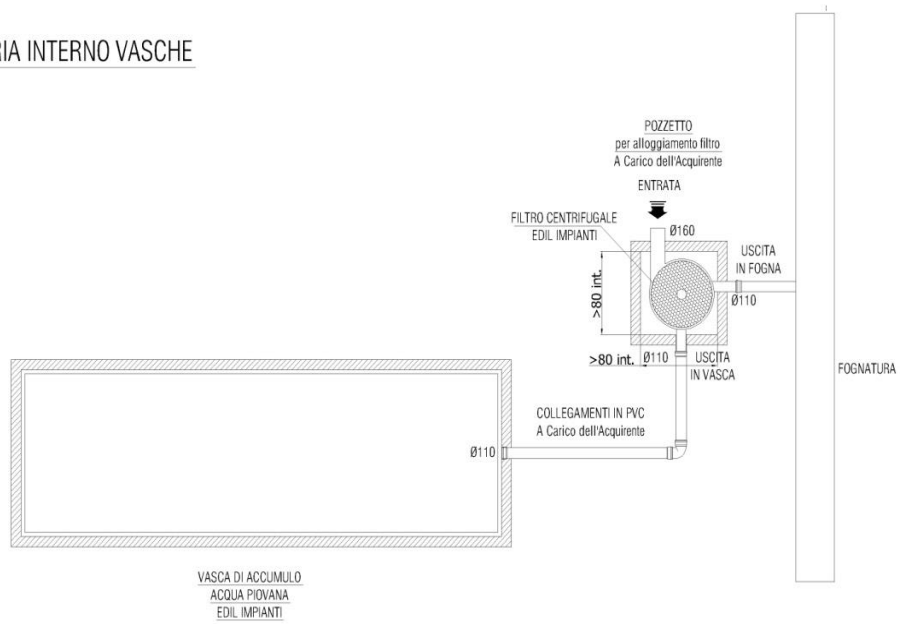 INTERNO VASCHE
POZZETTO
per alloggiamento filtro
A Carico dell'Acquirente
ENTRATA
FILTRO CENTRIFUGALE
EDIL IMPIANTI
Ø160
USCITA
IN FOGNA
Ø110
>80 int.
>80 int.
Ø110
USCITA
IN VASCA
FOGNATURA
COLLEGAMENTI IN PVC
A Carico dell'Acquirente
Ø110
VASCA DI ACCUMULO
ACQUA PIOVANA
EDIL IMPIANTI